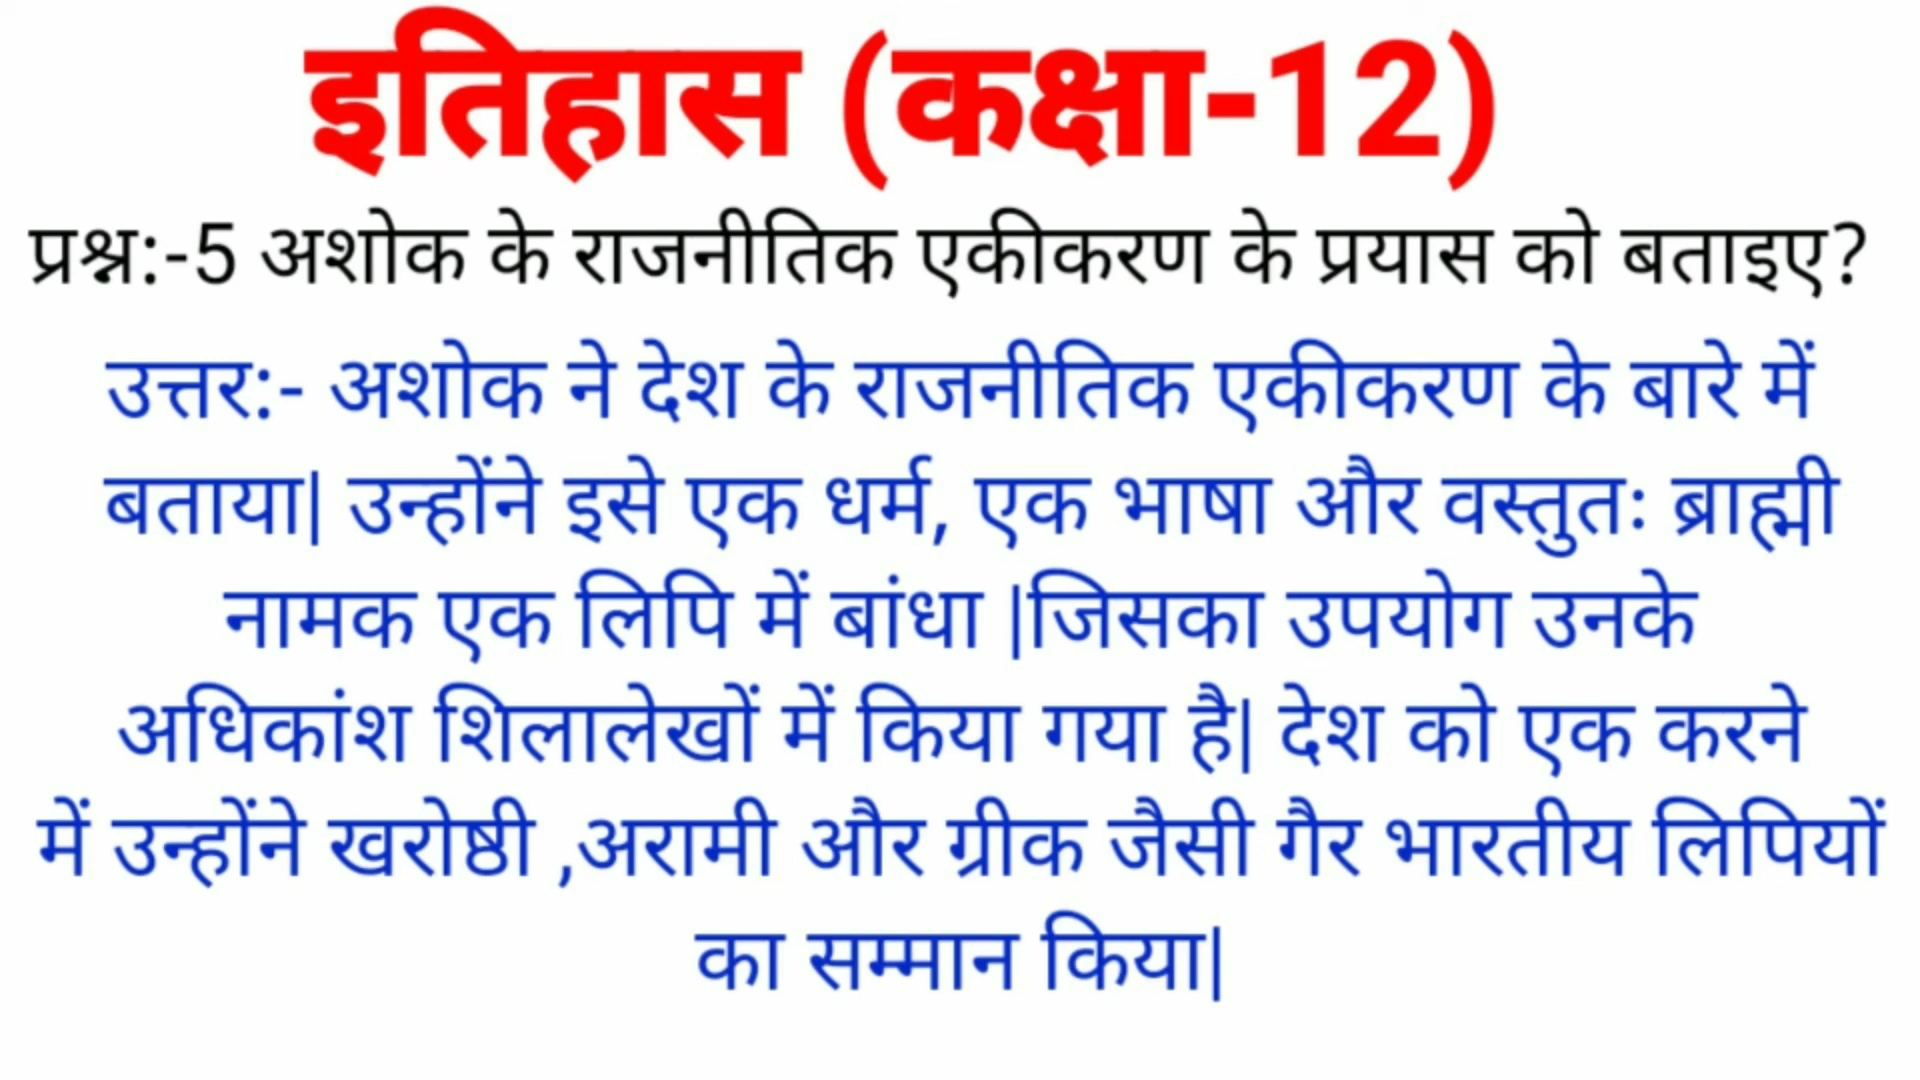 इतिहास (कक्षा-12)
प्रश्न:-5 अशोक के राजनीतिक एकीकरण के प्रयास को बताइए?
उत्तर:- अशोक ने देश के राजनीतिक एकीकरण के बारे में
बताया| उन्होंने इसे एक धर्म, एक भाषा और वस्तुतः ब्राह्मी
नामक एक लिपि में बांधा |जिसका उपयोग उनके
अधिकांश शिलालेखों में किया गया है| देश को एक करने
में उन्होंने खरोष्ठी ,अरामी और ग्रीक जैसी गैर भारतीय लिपियों
का सम्मान किया|